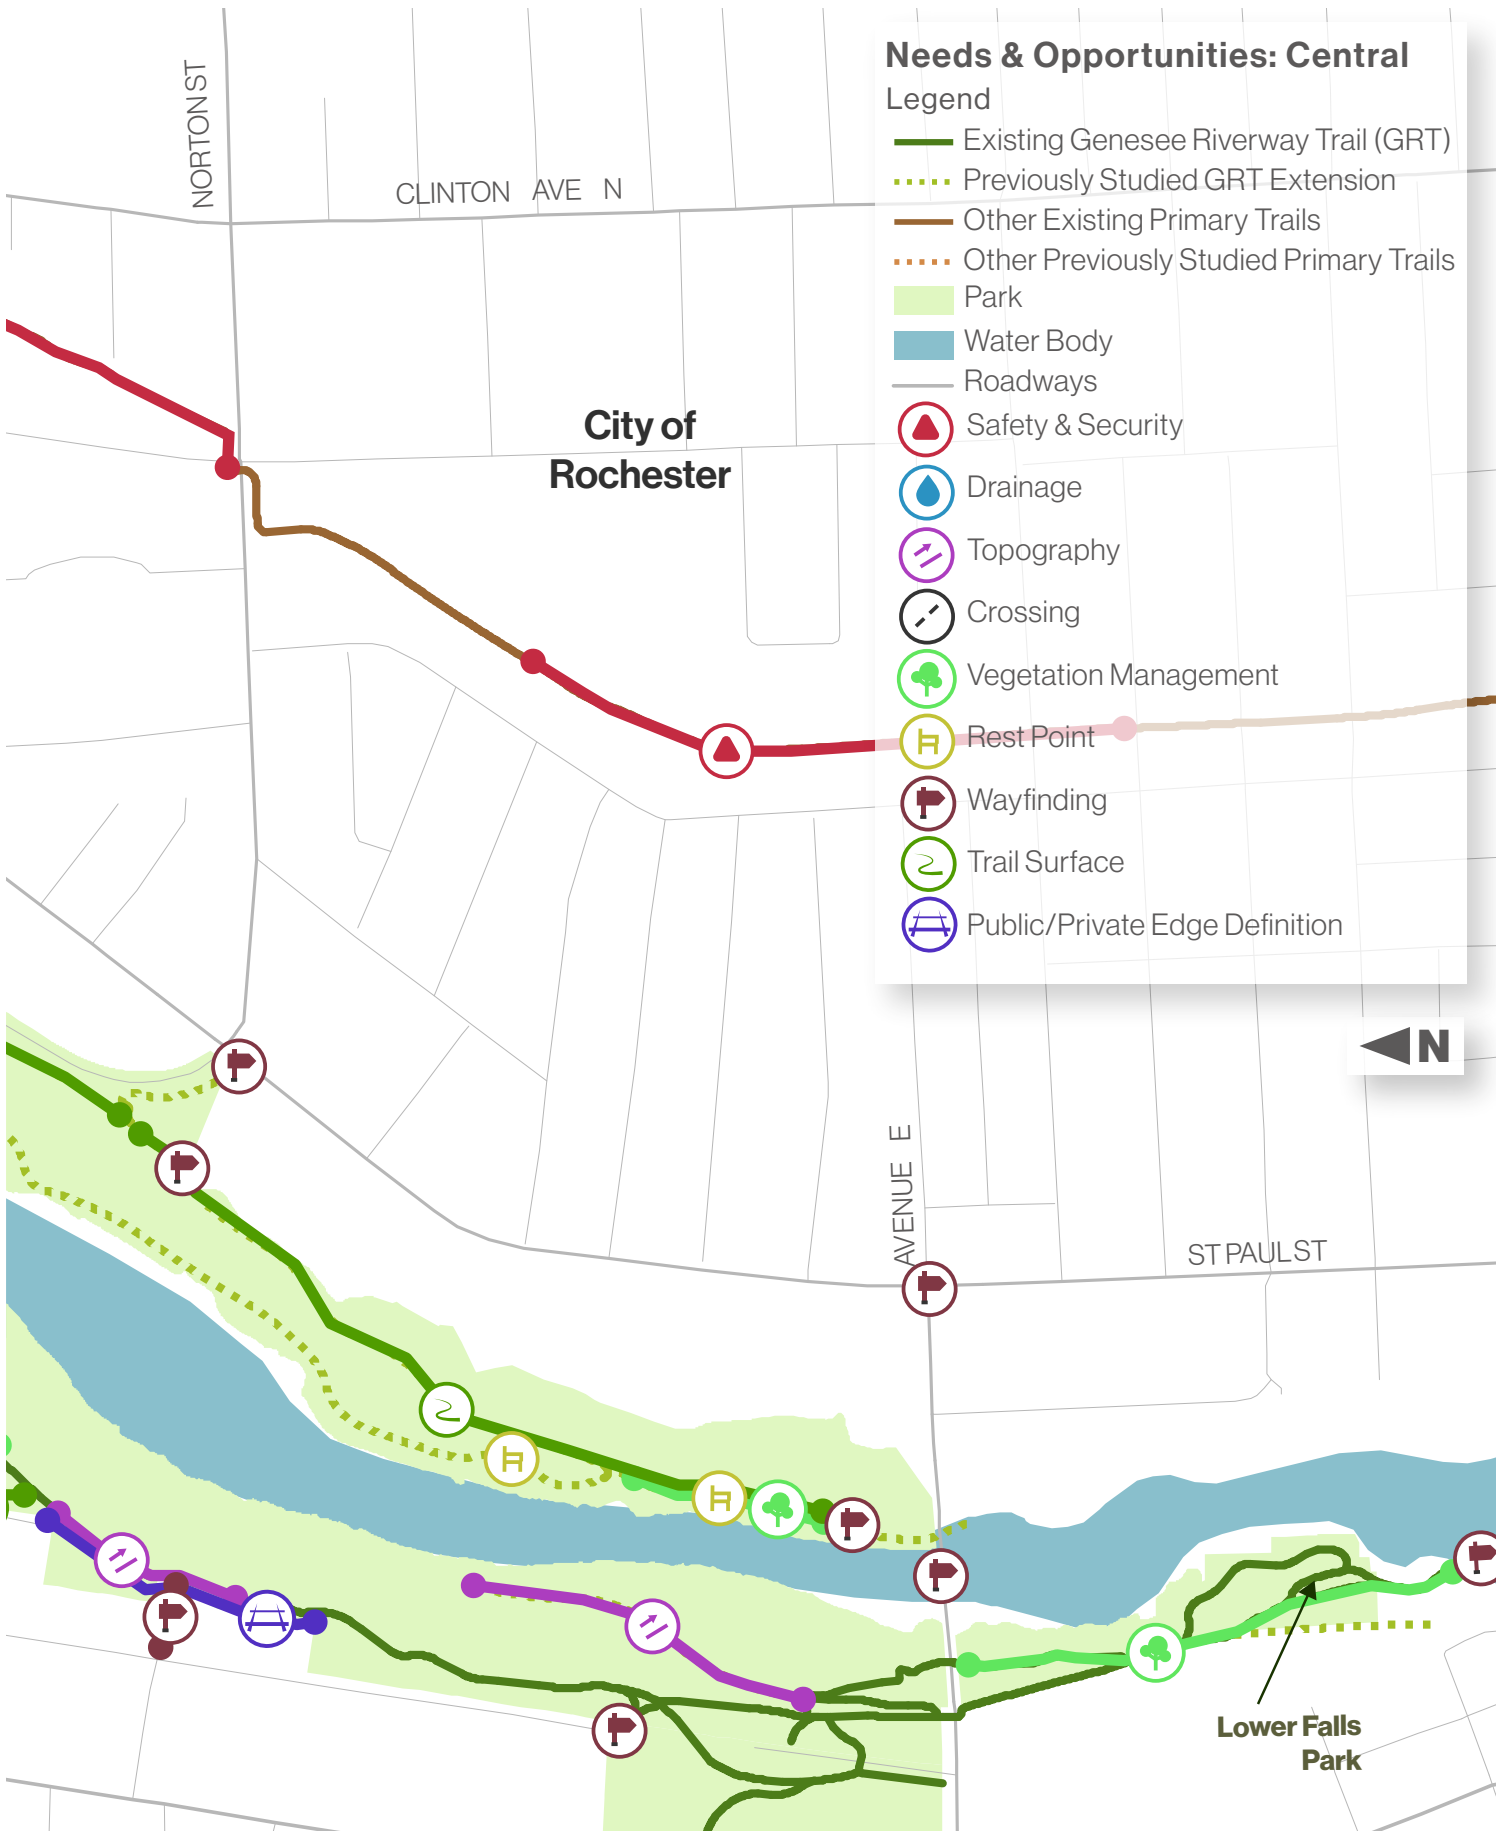 Needs & Opportunities: Central
Legend
Existing Genesee Riverway Trail (GRT)
Previously Studied GRT Extension
Other Existing Primary Trails
Other Previously Studied Primary Trails
Park
Water Body
Roadways
Safety & Security
Drainage
Topography
Crossing
Vegetation Management
Rest Point
Wayfinding
Trail Surface
Public/Private Edge Definition
NORTON ST
CLINTON AVE N
City of
Rochester
N
AVENUE E
ST PAUL ST
Lower Falls
Park